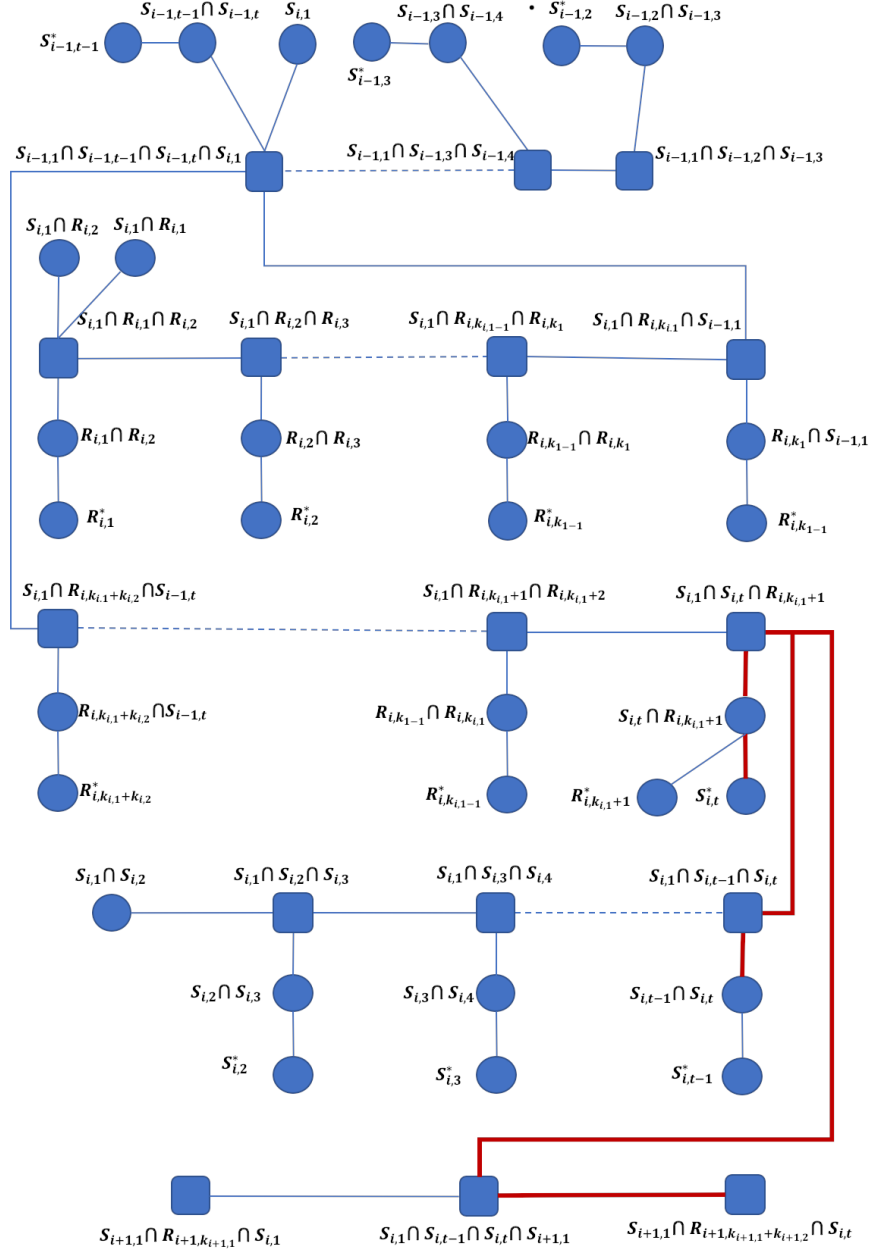 S_{i-1,t-1} ∩ S_{i-1,t}
S_{i,1}
S_{i-1,3} ∩ S_{i-1,4}
S*_{i-1,2}
S_{i-1,2} ∩ S_{i-1,3}
S*_{i-1,t-1}
S*_{i-1,3}
S_{i-1,1} ∩ S_{i-1,t-1} ∩ S_{i-1,t} ∩ S_{i,1}
S_{i-1,1} ∩ S_{i-1,3} ∩ S_{i-1,4}
S_{i-1,1} ∩ S_{i-1,2} ∩ S_{i-1,3}
S_{i,1} ∩ R_{i,2}
S_{i,1} ∩ R_{i,1}
S_{i,1} ∩ R_{i,1} ∩ R_{i,2}
S_{i,1} ∩ R_{i,2} ∩ R_{i,3}
S_{i,1} ∩ R_{i,k_{i,1-1}} ∩ R_{i,k_1}
S_{i,1} ∩ R_{i,k_{i.1}} ∩ S_{i-1,1}
R_{i,1} ∩ R_{i,2}
R_{i,2} ∩ R_{i,3}
R_{i,k_{1-1}} ∩ R_{i,k_1}
R_{i,k_1} ∩ S_{i-1,1}
R*_{i,1}
R*_{i,2}
R*_{i,k_{1-1}}
R*_{i,k_{1-1}}
S_{i,1} ∩ R_{i,k_{i.1}+k_{i,2}} ∩ S_{i-1,t}
S_{i,1} ∩ R_{i,k_{i,1}+1} ∩ R_{i,k_{i,1}+2}
S_{i,1} ∩ S_{i,t} ∩ R_{i,k_{i,1}+1}
R_{i,k_{i,1}+k_{i,2}} ∩ S_{i-1,t}
R_{i,k_{1-1}} ∩ R_{i,k_{i,1}}
S_{i,t} ∩ R_{i,k_{i,1}+1}
R*_{i,k_{i,1}+k_{i,2}}
R*_{i,k_{i,1-1}}
R*_{i,k_{i,1}+1}
S*_{i,t}
S_{i,1} ∩ S_{i,2}
S_{i,1} ∩ S_{i,2} ∩ S_{i,3}
S_{i,1} ∩ S_{i,3} ∩ S_{i,4}
S_{i,1} ∩ S_{i,t-1} ∩ S_{i,t}
S_{i,2} ∩ S_{i,3}
S_{i,3} ∩ S_{i,4}
S_{i,t-1} ∩ S_{i,t}
S*_{i,2}
S*_{i,3}
S*_{i,t-1}
S_{i+1,1} ∩ R_{i+1,k_{i+1,1}} ∩ S_{i,1}
S_{i,1} ∩ S_{i,t-1} ∩ S_{i,t} ∩ S_{i+1,1}
S_{i+1,1} ∩ R_{i+1,k_{i+1,1}+k_{i+1,2}} ∩ S_{i,t}